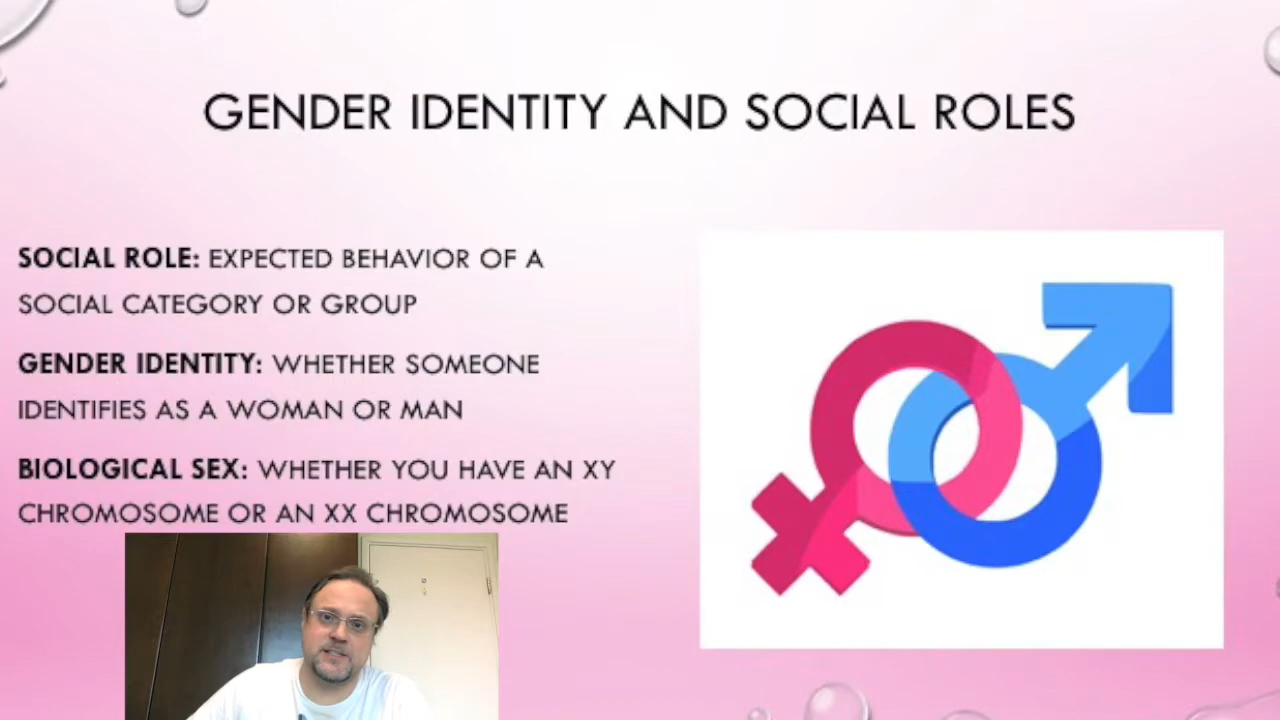 GENDER IDENTITY AND SOCIAL ROLES
SOCIAL ROLE: EXPECTED BEHAVIOR OF A
SOCIAL CATEGORY OR GROUP
GENDER IDENTITY: WHETHER SOMEONE
IDENTIFIES AS A WOMAN OR MAN
BIOLOGICAL SEX: WHETHER YOU HAVE AN XY
CHROMOSOME OR AN XX CHROMOSOME